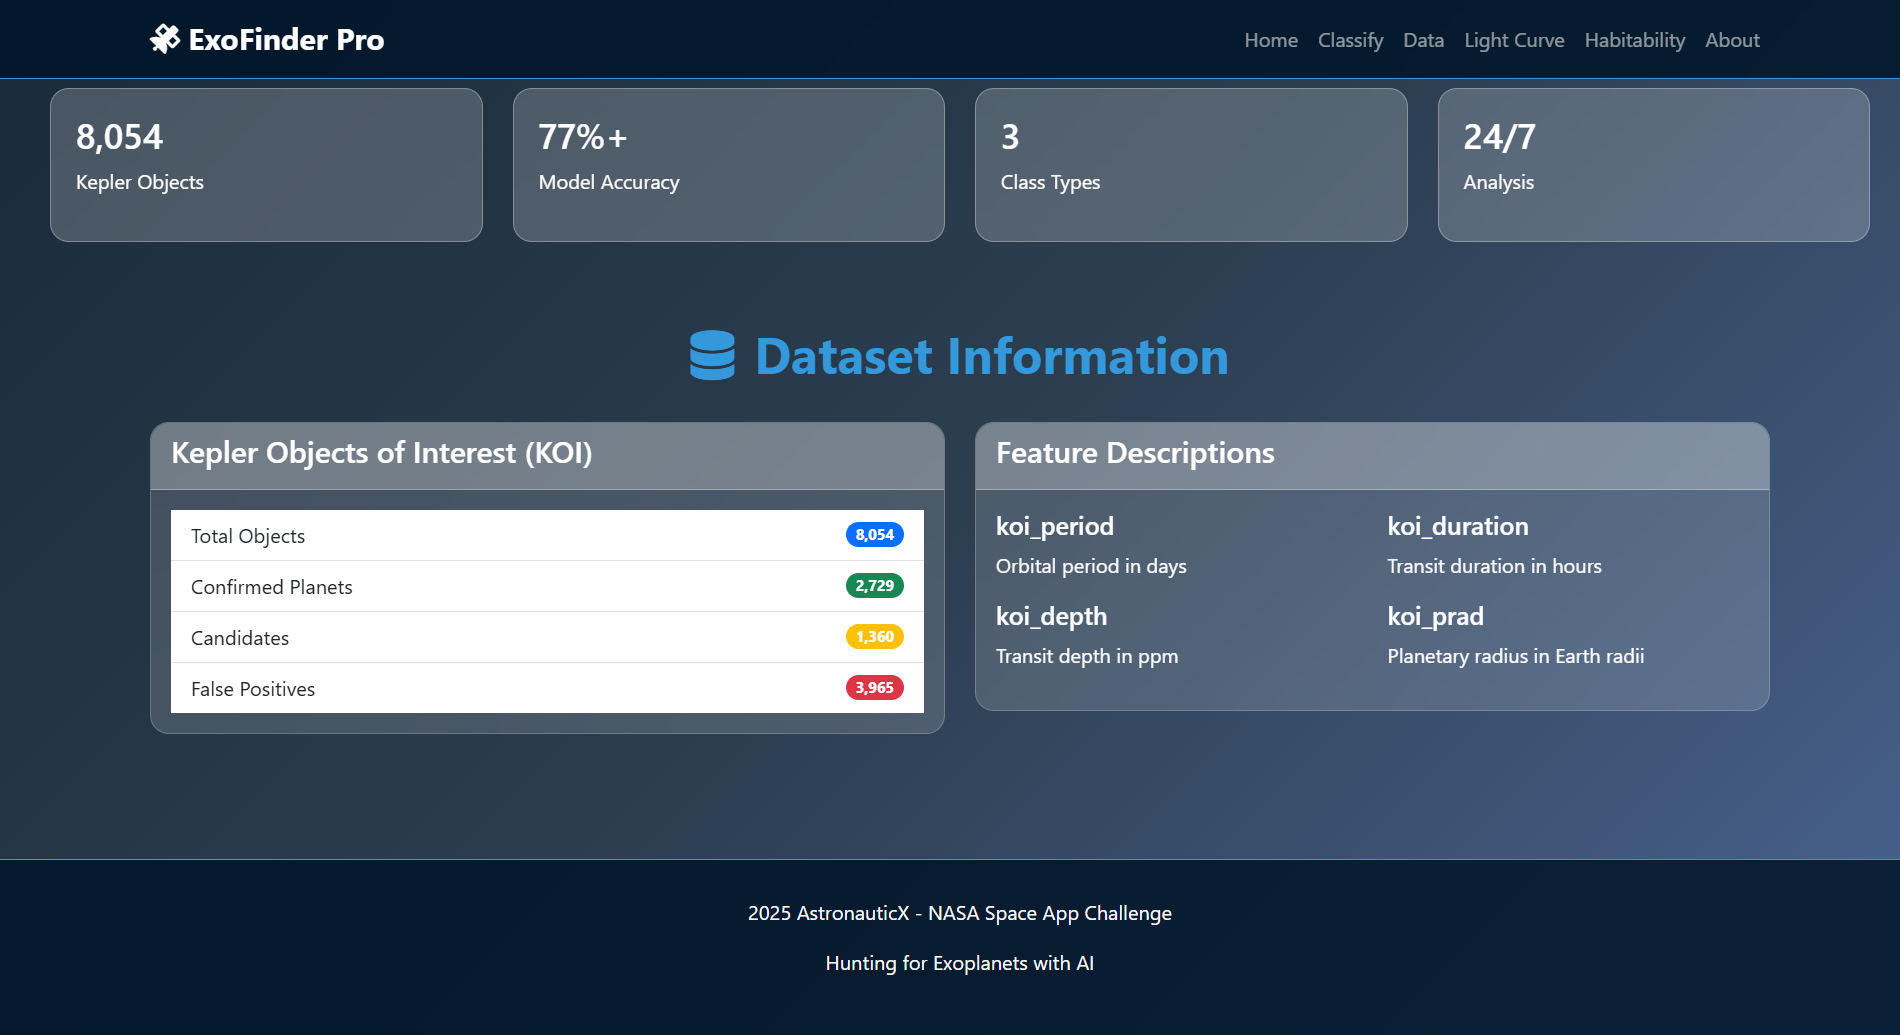 ExoFinder Pro
Home Classify Data Light Curve Habitability About
8,054
Kepler Objects
77%+
Model Accuracy
3
Class Types
24/7
Analysis
Dataset Information
Kepler Objects of Interest (KOI)
Total Objects 8,054
Confirmed Planets 2,729
Candidates 1,360
False Positives 3,965
Feature Descriptions
koi_period
Orbital period in days
koi_duration
Transit duration in hours
koi_depth
Transit depth in ppm
koi_prad
Planetary radius in Earth radii
2025 AstronauticX - NASA Space App Challenge
Hunting for Exoplanets with AI